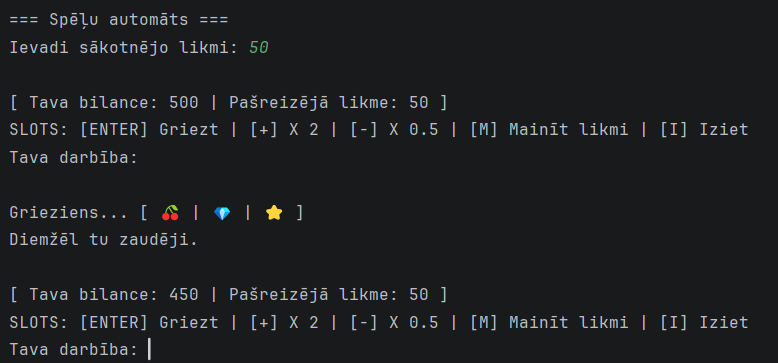 === Spēļu automāts ===
Ievadi sākotnējo likmi: 50
[ Tava bilance: 500 | Pašreizējā likme: 50 ]
SLOTS: [ENTER] Griezt | [+] X 2 | [-] X 0.5 | [M] Mainīt likmi | [I] Iziet
Tava darbība:
Grieziens... [ 🍒 | 💎 | ⭐ ]
Diemžēl tu zaudēji.
[ Tava bilance: 450 | Pašreizējā likme: 50 ]
SLOTS: [ENTER] Griezt | [+] X 2 | [-] X 0.5 | [M] Mainīt likmi | [I] Iziet
Tava darbība: